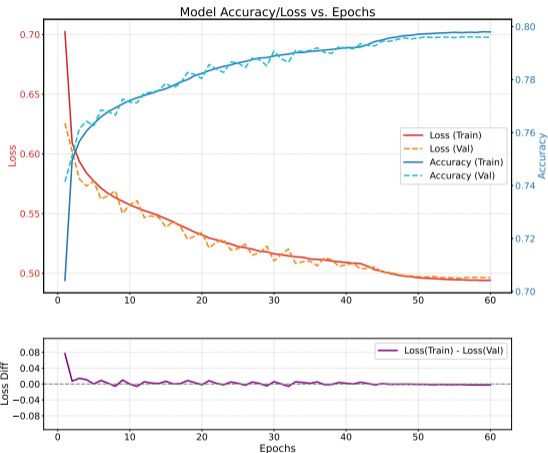 Model Accuracy/Loss vs. Epochs
0.70
0.65
0.60
0.55
0.50
Loss
0.80
0.78
0.76
0.74
0.72
0.70
Accuracy
Loss (Train)
Loss (Val)
Accuracy (Train)
Accuracy (Val)
0 10 20 30 40 50 60
0.08
0.04
0.00
−0.04
−0.08
Loss Diff
Loss(Train) - Loss(Val)
0 10 20 30 40 50 60
Epochs